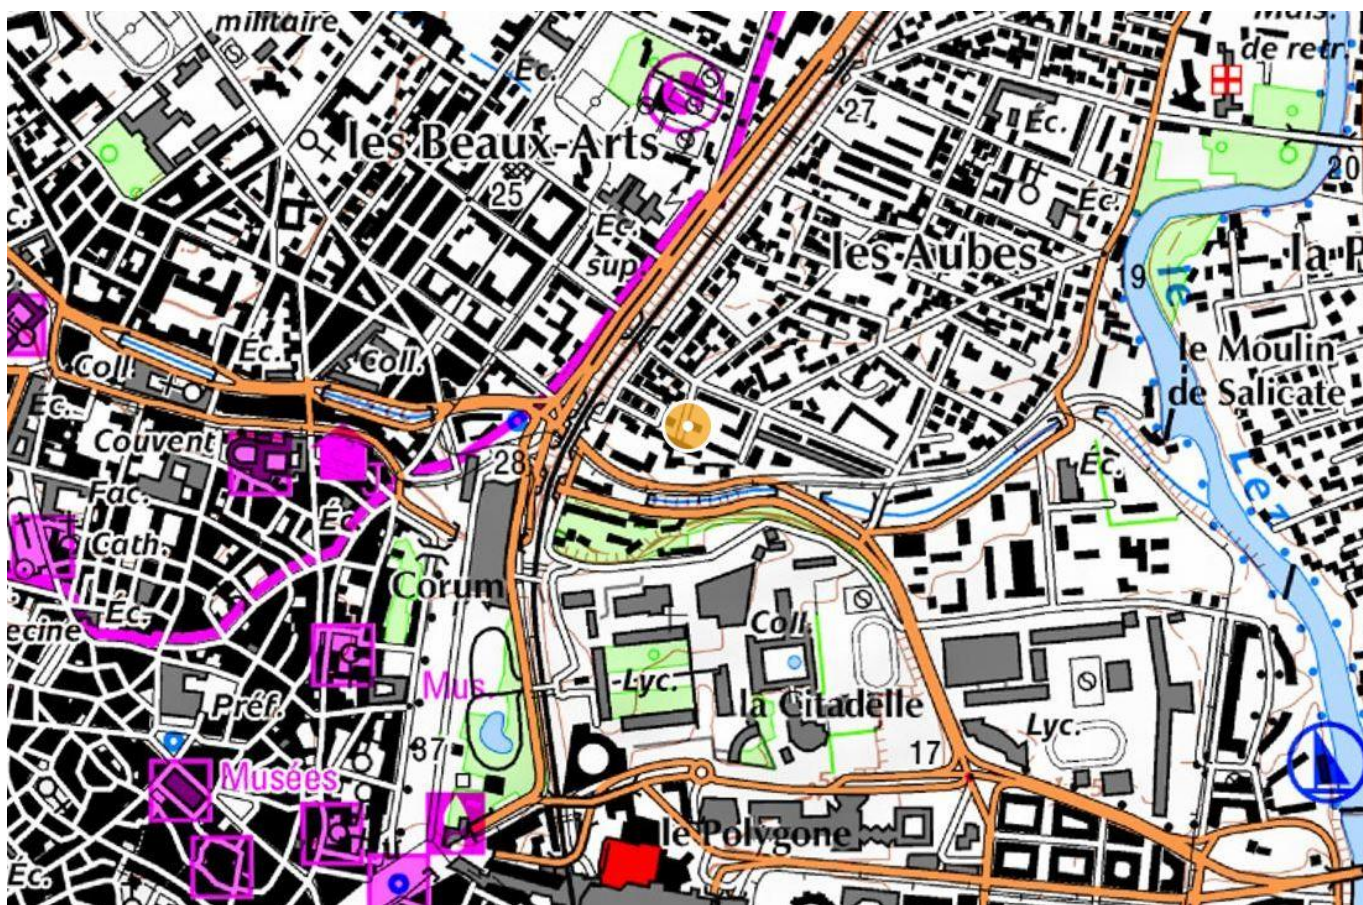 militaire
Mais.
de retr.
Éc.
les Beaux-Arts
27
Éc.
25
20
Éc.
sup.
Éc.
les Aubes
la P
19
le
Lez
Coll.
Éc.
Coll.
le Moulin
de Salicate
Éc.
Couvent
28
Éc.
Fac.
Éc.
Cath.
Corum
Éc.
ecine
Coll.
Mus.
Lyc.
Préf.
la Citadelle
37
17
Lyc.
Musées
le Polygone
Éc.